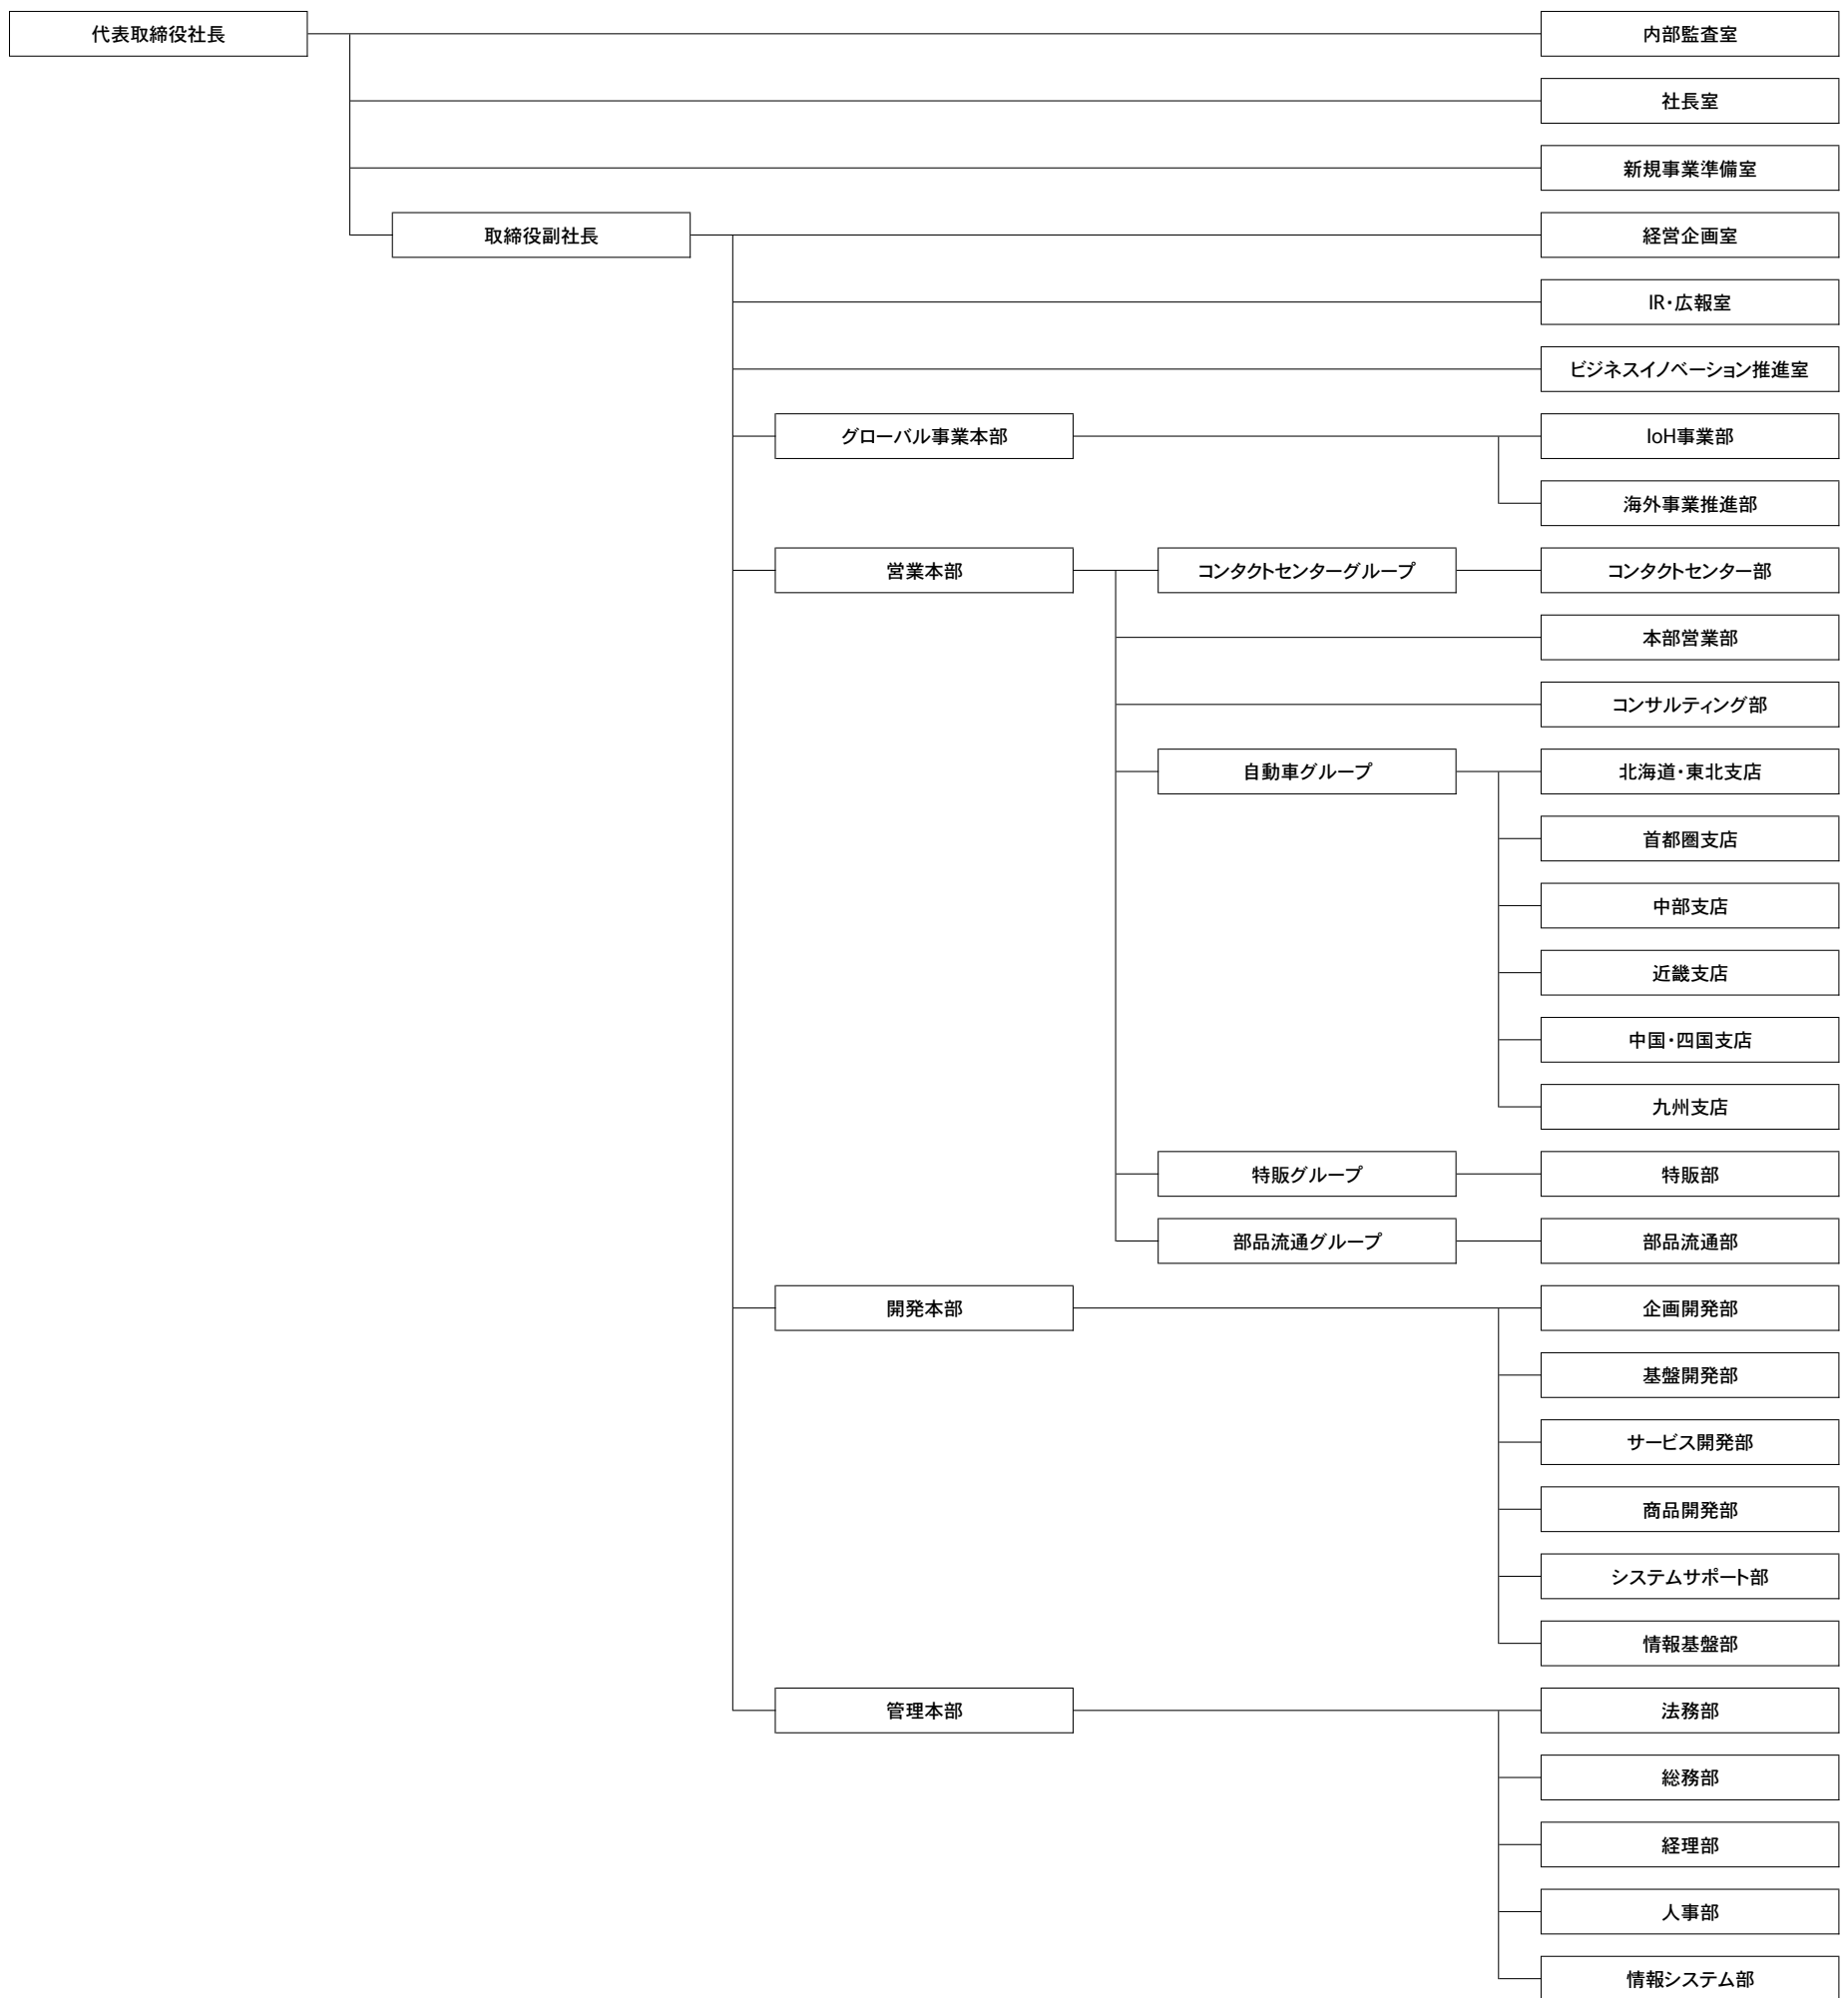 代表取締役社長
内部監査室
社長室
新規事業準備室
取締役副社長
経営企画室
IR・広報室
ビジネスイノベーション推進室
グローバル事業本部
IoH事業部
海外事業推進部
営業本部
コンタクトセンターグループ
コンタクトセンター部
本部営業部
コンサルティング部
自動車グループ
北海道・東北支店
首都圏支店
中部支店
近畿支店
中国・四国支店
九州支店
特販グループ
特販部
部品流通グループ
部品流通部
開発本部
企画開発部
基盤開発部
サービス開発部
商品開発部
システムサポート部
情報基盤部
管理本部
法務部
総務部
経理部
人事部
情報システム部